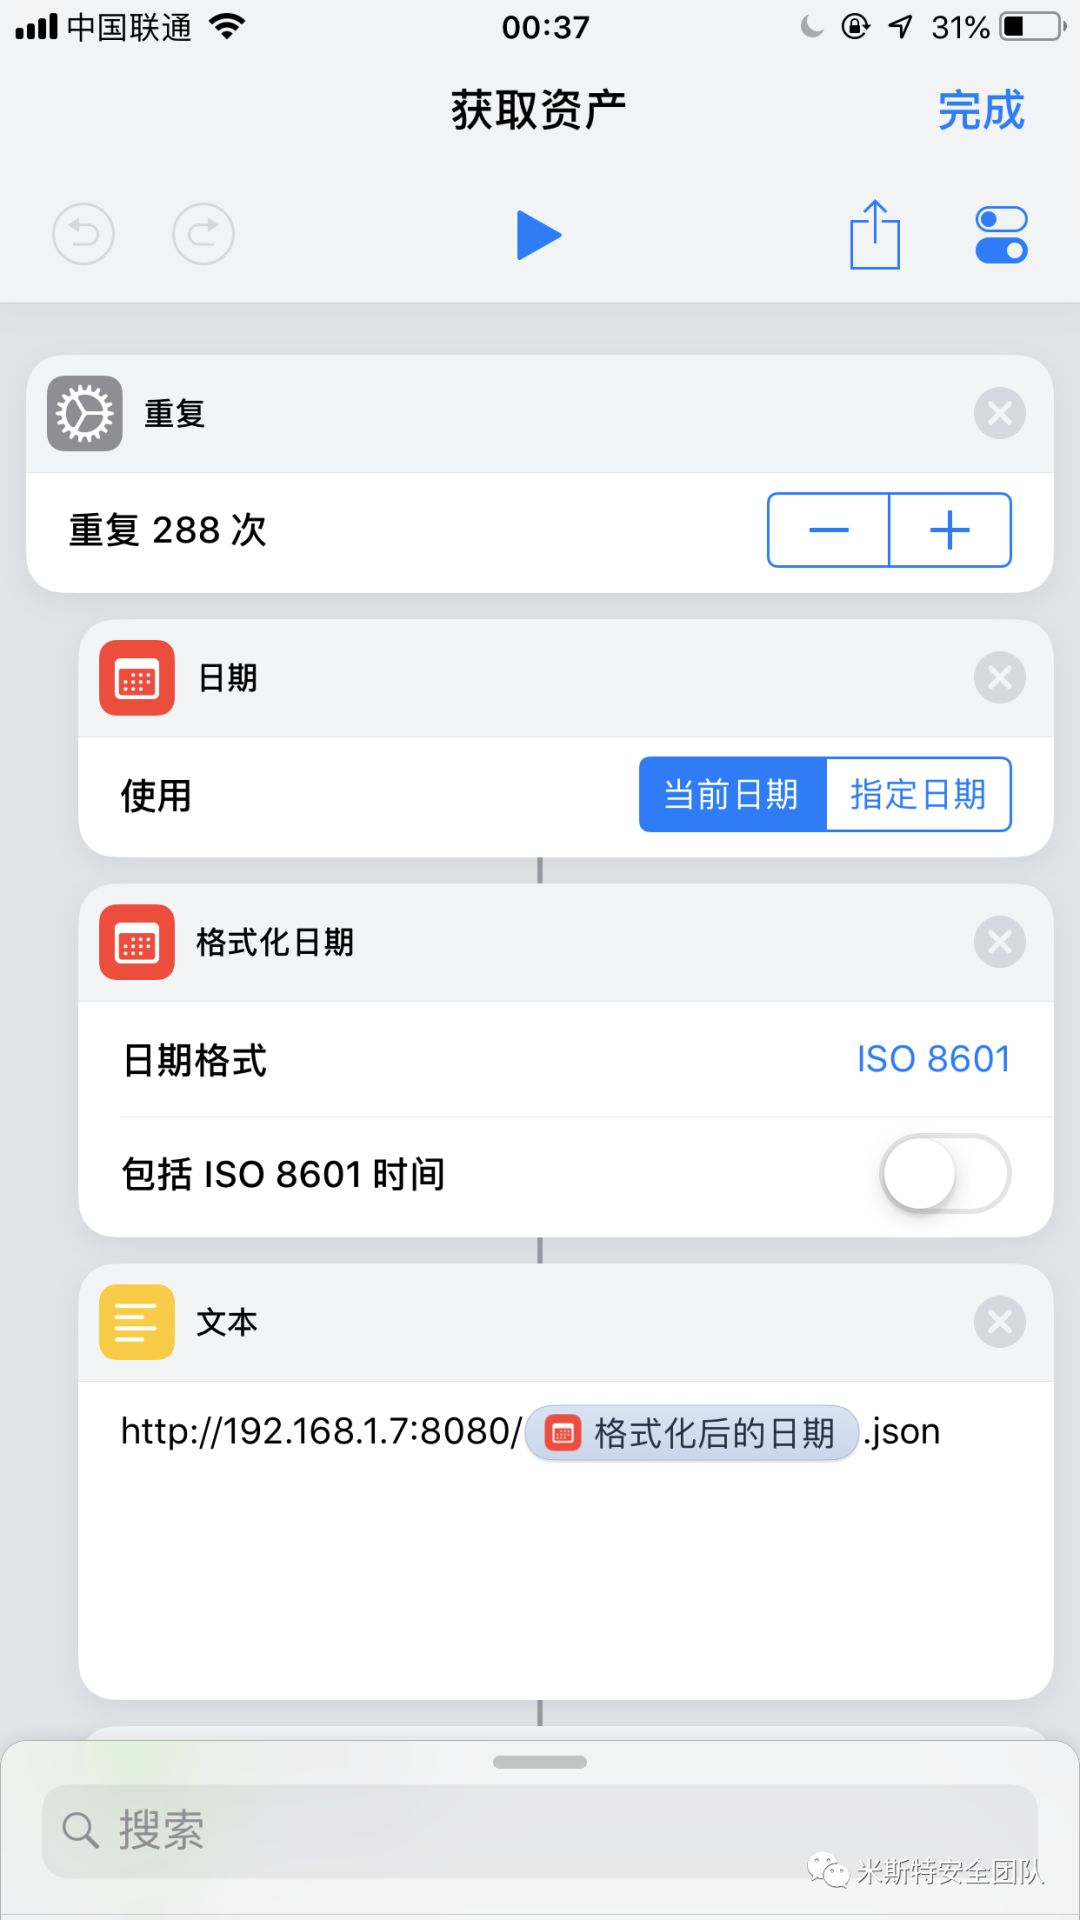 中国联通 00:37 31%
获取资产 完成
重复
重复 288 次
日期
使用 当前日期 指定日期
格式化日期
日期格式 ISO 8601
包括 ISO 8601 时间
文本
http://192.168.1.7:8080/ 格式化后的日期 .json
搜索
米斯特安全团队